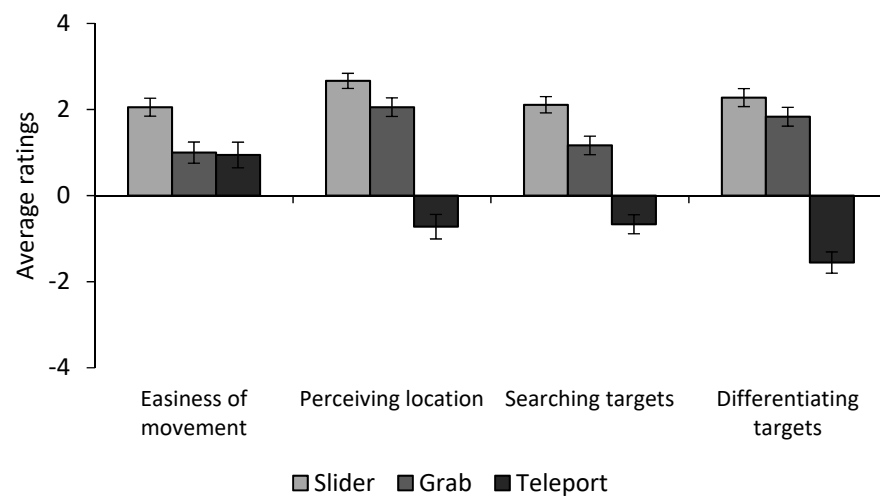 4
2
0
-2
-4
Average ratings
Easiness of
movement
Perceiving location
Searching targets
Differentiating
targets
Slider Grab Teleport